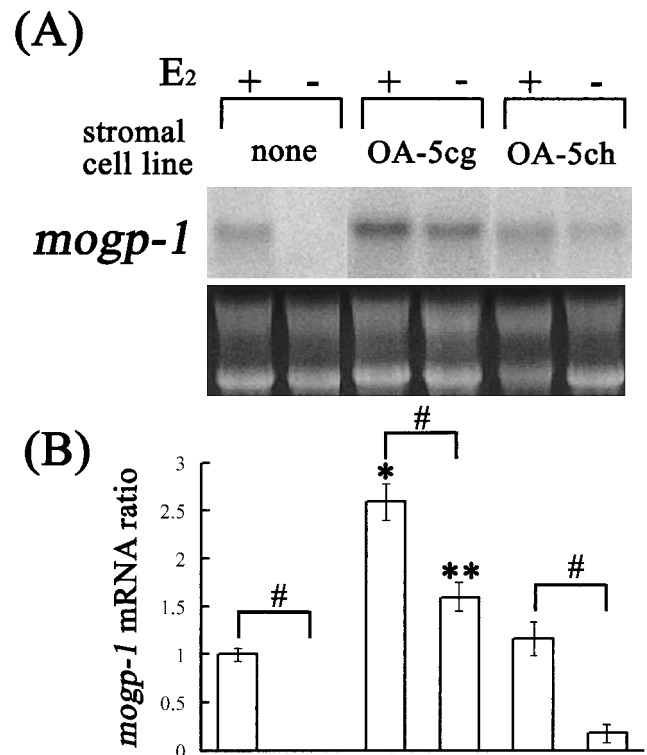 (A)
E2 + - + - + -
stromal cell line none OA-5cg OA-5ch
mogp-1
(B)
mogp-1 mRNA ratio
3
2.5
2
1.5
1
0.5
0
#
*
#
**
#